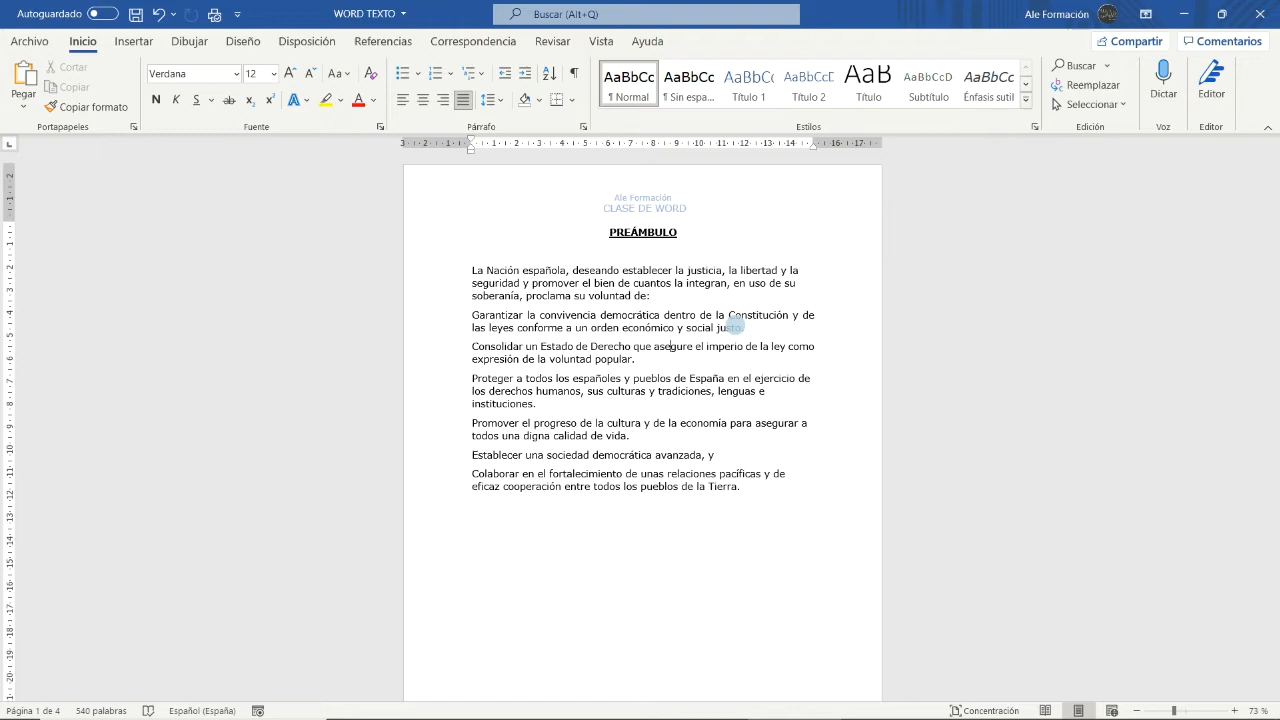 Autoguardado
WORD TEXTO
Buscar (Alt+Q)
Ale Formación
Archivo Inicio Insertar Dibujar Diseño Disposición Referencias Correspondencia Revisar Vista Ayuda
Compartir Comentarios
Pegar
Cortar
Copiar
Copiar formato
Portapapeles
Verdana 12
Fuente
Párrafo
AaBbCc AaBbCc AaBbC AaBbCcE AaB AaBbCcD AaBbCc
¶ Normal ¶ Sin espa... Título 1 Título 2 Título Subtítulo Énfasis sutil
Estilos
Buscar
Reemplazar
Seleccionar
Edición
Dictar
Voz
Editor
Editor
Ale Formación
CLASE DE WORD
PREÁMBULO
La Nación española, deseando establecer la justicia, la libertad y la
seguridad y promover el bien de cuantos la integran, en uso de su
soberanía, proclama su voluntad de:
Garantizar la convivencia democrática dentro de la Constitución y de
las leyes conforme a un orden económico y social justo.
Consolidar un Estado de Derecho que asegure el imperio de la ley como
expresión de la voluntad popular.
Proteger a todos los españoles y pueblos de España en el ejercicio de
los derechos humanos, sus culturas y tradiciones, lenguas e
instituciones.
Promover el progreso de la cultura y de la economía para asegurar a
todos una digna calidad de vida.
Establecer una sociedad democrática avanzada, y
Colaborar en el fortalecimiento de unas relaciones pacíficas y de
eficaz cooperación entre todos los pueblos de la Tierra.
Página 1 de 4 540 palabras Español (España) Concentración 73 %